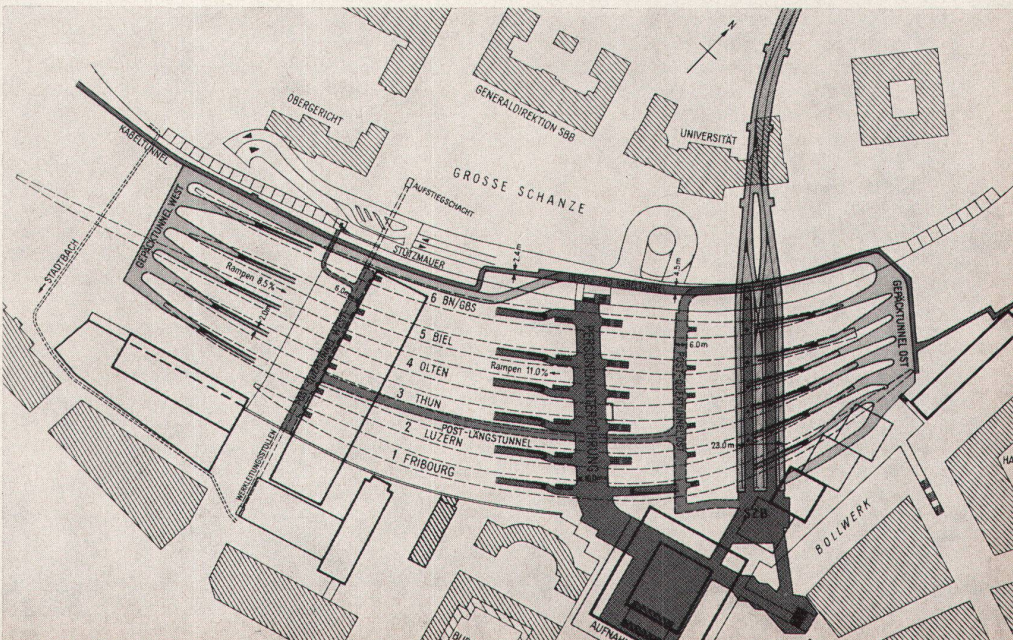 N
OBERGERICHT
GENERALDIREKTION SBB
UNIVERSITÄT
KABELTUNNEL
GROSSE SCHANZE
AUFSTIEGSCHACHT
GEPÄCKTUNNEL WEST
STADTBACH
STÜTZMAUER
2.4m
4.5m
Rampen 8.5%
6.0m
6 BN/GBS
5 BIEL
4 OLTEN
3 THUN
2 LUZERN
1 FRIBOURG
Rampen 11.0%
PERSONENUNTERFÜHRUNG
6.0m
GEPÄCKTUNNEL OST
POST-LÄNGSTUNNEL
23.0m
WERKLEITUNGSSTOLLEN
SZB
BOLLWERK